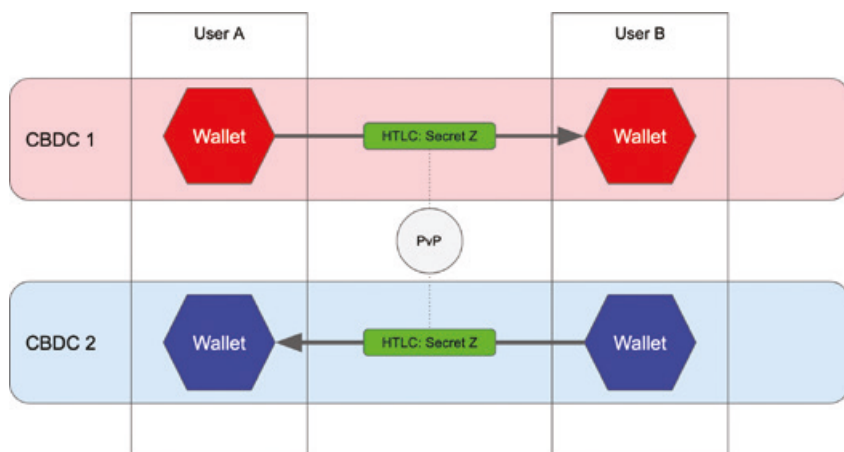 User A
User B
CBDC 1
Wallet
HTLC: Secret Z
Wallet
PvP
CBDC 2
Wallet
HTLC: Secret Z
Wallet